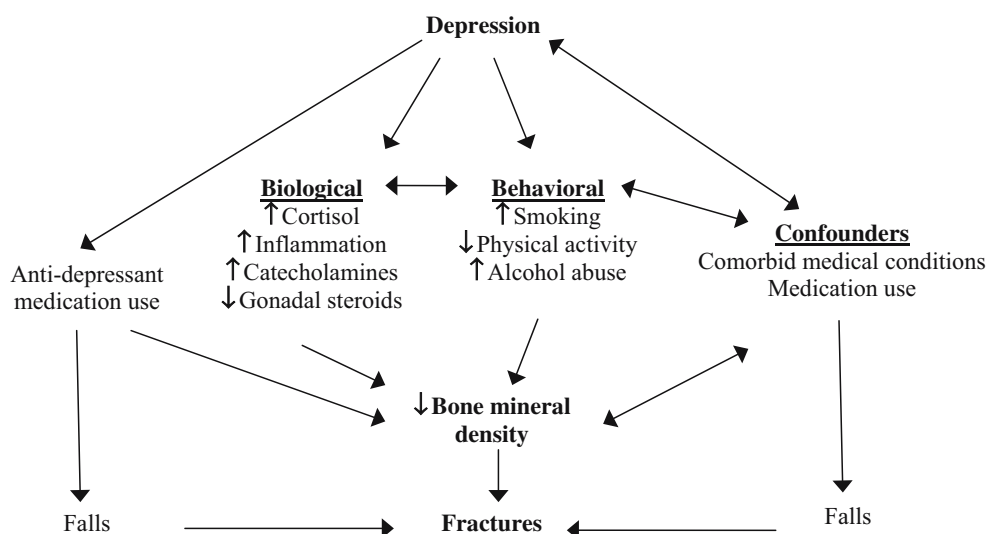 Depression
Biological
↑Cortisol
↑Inflammation
↑Catecholamines
↓Gonadal steroids
Behavioral
↑Smoking
↓Physical activity
↑Alcohol abuse
Confounders
Comorbid medical conditions
Medication use
Anti-depressant
medication use
↓Bone mineral
density
Falls
Fractures
Falls